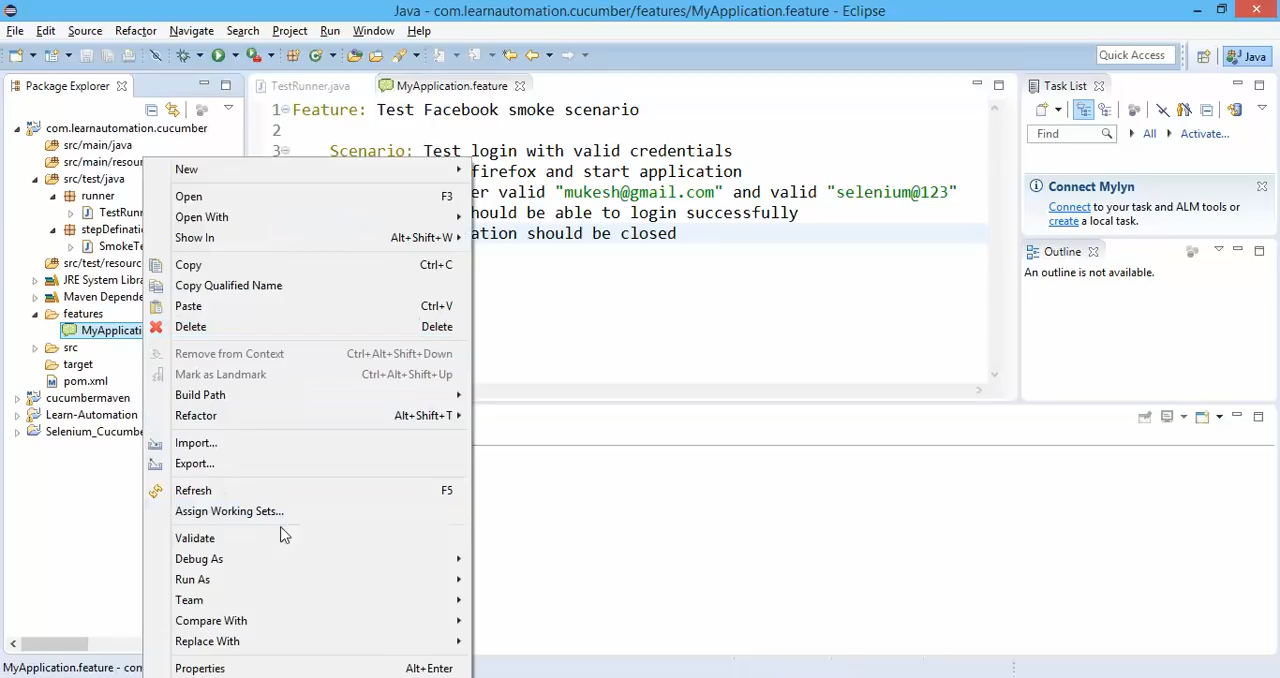 Java - com.learnautomation.cucumber/features/MyApplication.feature - Eclipse
File Edit Source Refactor Navigate Search Project Run Window Help
Quick Access
Java
Package Explorer
com.learnautomation.cucumber
src/main/java
src/main/resou
src/test/java
runner
TestRunn
stepDefinatio
SmokeTe
src/test/resourc
JRE System Libra
Maven Depende
features
MyApplicati
src
target
pom.xml
cucumbermaven
Learn-Automation
Selenium_Cucumbe
New
Open F3
Open With
Show In Alt+Shift+W
Copy Ctrl+C
Copy Qualified Name
Paste Ctrl+V
Delete Delete
Remove from Context Ctrl+Alt+Shift+Down
Mark as Landmark Ctrl+Alt+Shift+Up
Build Path
Refactor Alt+Shift+T
Import...
Export...
Refresh F5
Assign Working Sets...
Validate
Debug As
Run As
Team
Compare With
Replace With
Properties Alt+Enter
TestRunner.java MyApplication.feature
1 Feature: Test Facebook smoke scenario
2
3 Scenario: Test login with valid credentials
firefox and start application
er valid "mukesh@gmail.com" and valid "selenium@123"
hould be able to login successfully
ation should be closed
Task List
Find All Activate...
Connect Mylyn
Connect to your task and ALM tools or
create a local task.
Outline
An outline is not available.
MyApplication.feature - con